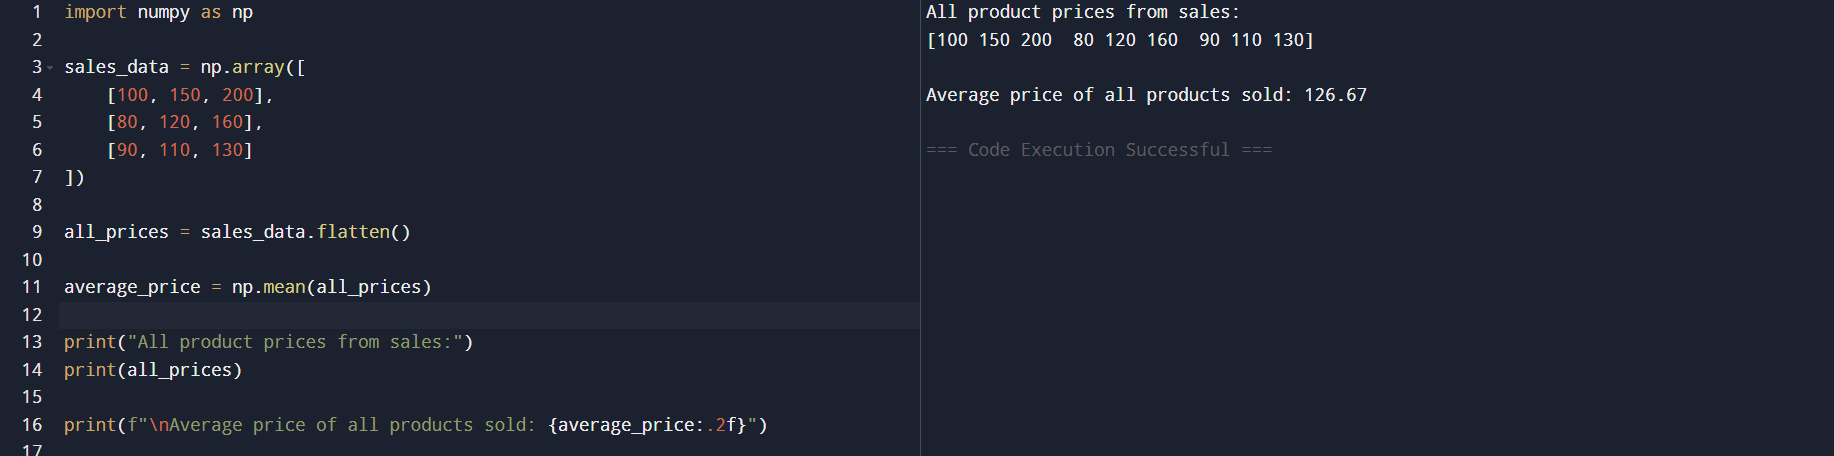 1 import numpy as np
2
3 sales_data = np.array([
4     [100, 150, 200],
5     [80, 120, 160],
6     [90, 110, 130]
7 ])
8
9 all_prices = sales_data.flatten()
10
11 average_price = np.mean(all_prices)
12
13 print("All product prices from sales:")
14 print(all_prices)
15
16 print(f"\nAverage price of all products sold: {average_price:.2f}")
17
All product prices from sales:
[100 150 200  80 120 160  90 110 130]
Average price of all products sold: 126.67
=== Code Execution Successful ===